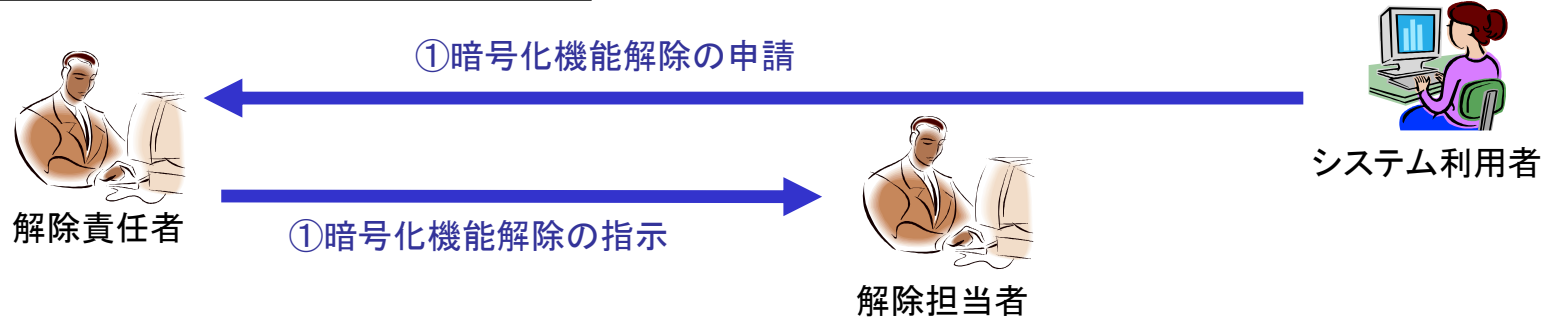 ①暗号化機能解除の申請
システム利用者
解除責任者
①暗号化機能解除の指示
解除担当者